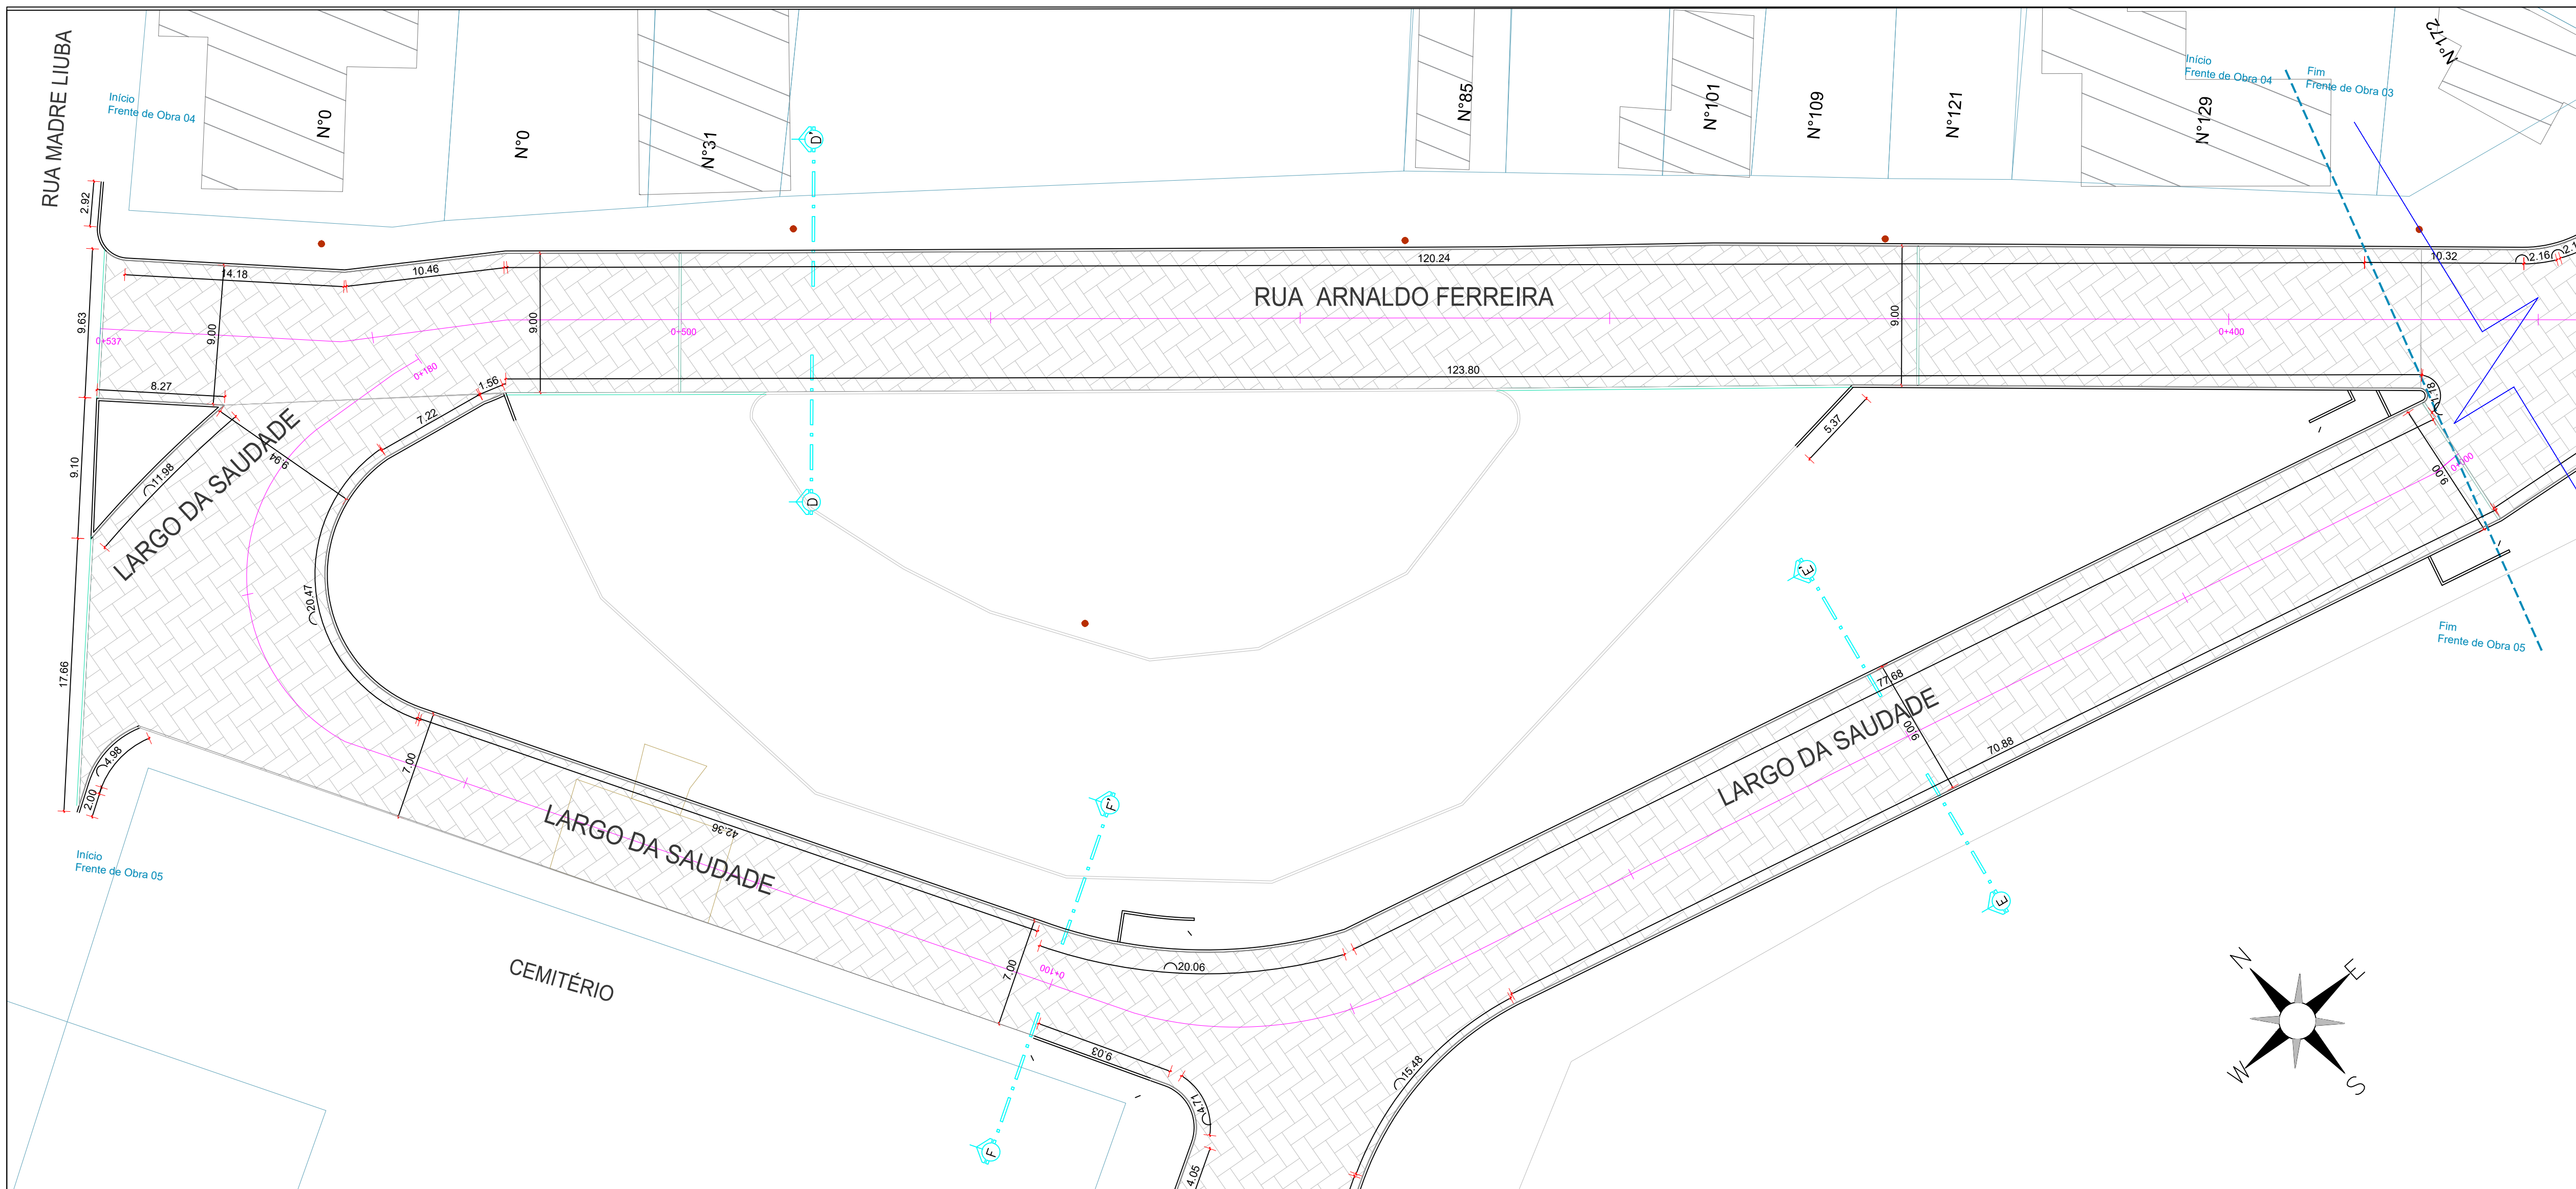 RUA MADRE LIUBA
Início
Frente de Obra 04
N°0
N°0
N°31
D'
N°85
N°101
N°109
N°121
N°129
Início
Frente de Obra 04
Fim
Frente de Obra 03
N°172
2.92
14.18
10.46
120.24
10.32
2.16
RUA ARNALDO FERREIRA
9.63
9.00
9.00
9.00
0+537
0+500
0+400
0+180
8.27
1.56
123.80
7.22
5.37
LARGO DA SAUDADE
9.94
9.10
11.98
9.00
0+000
D
20.47
E'
Fim
Frente de Obra 05
17.66
77.68
LARGO DA SAUDADE
9.00
70.88
4.98
2.00
7.00
42.36
LARGO DA SAUDADE
F'
E
Início
Frente de Obra 05
CEMITÉRIO
7.00
0+100
20.06
9.03
15.48
4.71
F
4.05
N
E
W
S